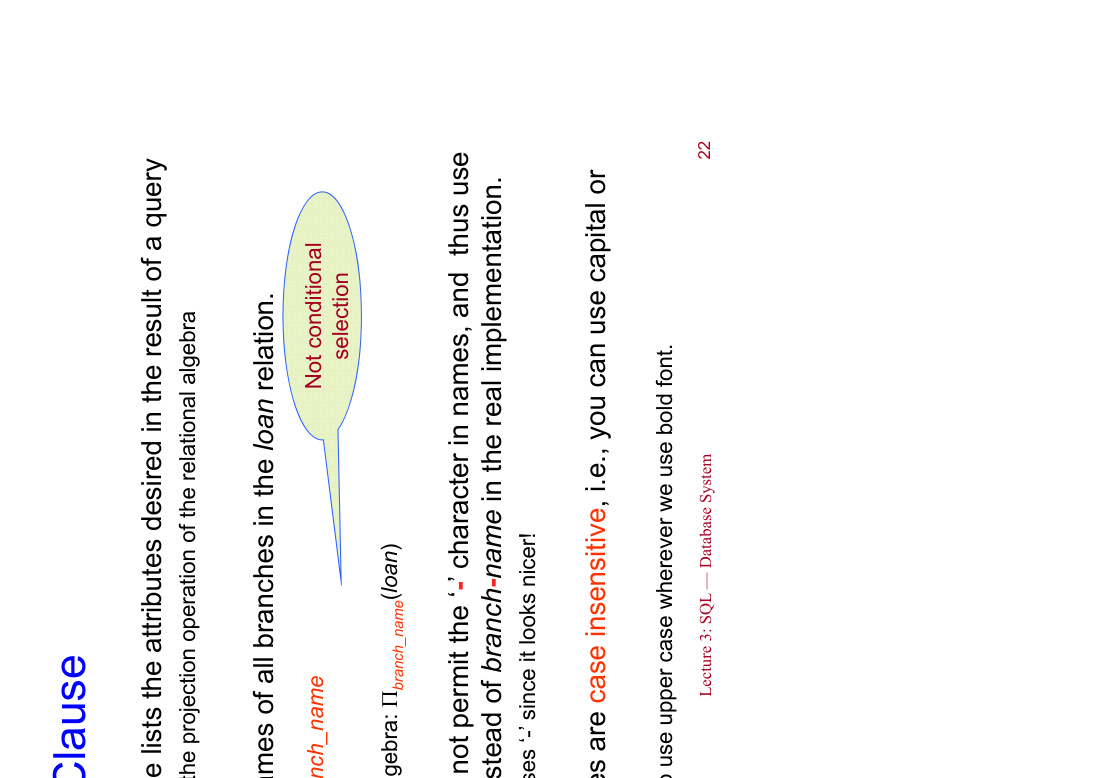 Clause
e lists the attributes desired in the result of a query
the projection operation of the relational algebra
ames of all branches in the loan relation.
Not conditional
selection
nch_name
gebra: Πbranch_name(loan)
not permit the ‘-’ character in names, and thus use
stead of branch-name in the real implementation.
ses ‘-’ since it looks nicer!
es are case insensitive, i.e., you can use capital or
o use upper case wherever we use bold font.
Lecture 3: SQL — Database System
22